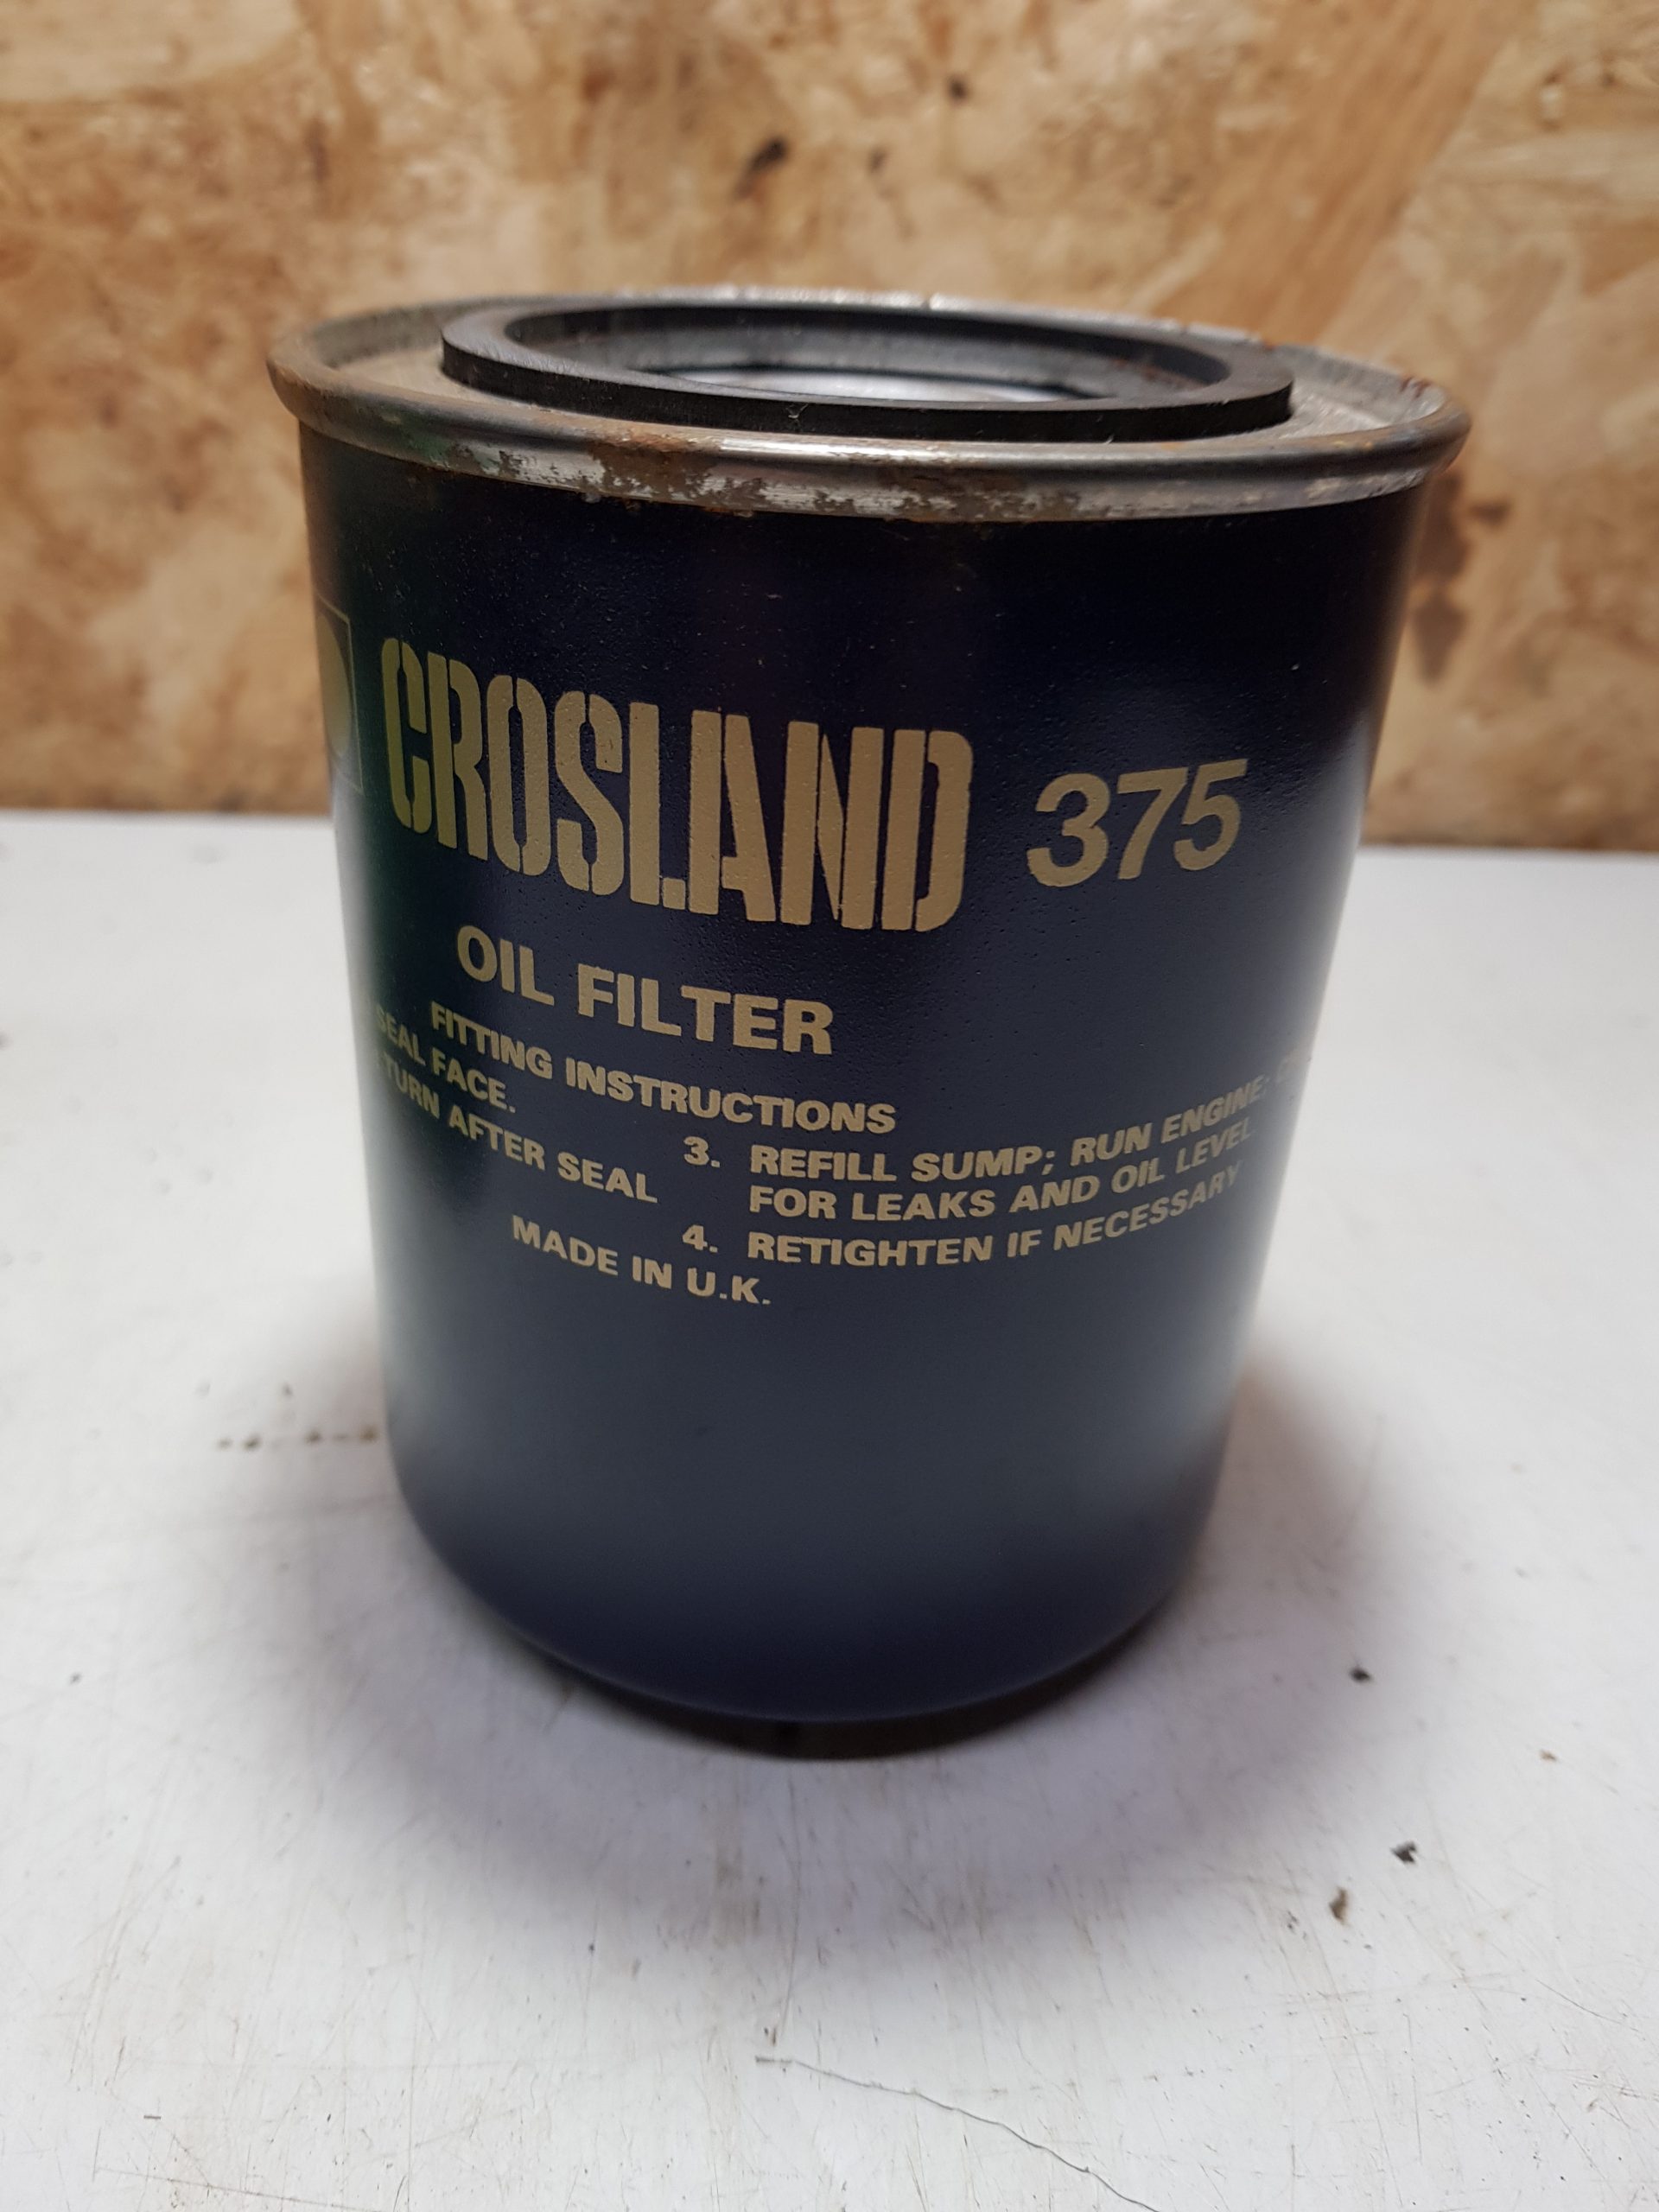 CROSLAND 375
OIL FILTER
FITTING INSTRUCTIONS
SEAL FACE.
TURN AFTER SEAL
3. REFILL SUMP; RUN ENGINE;
FOR LEAKS AND OIL LEVEL
4. RETIGHTEN IF NECESSARY
MADE IN U.K.